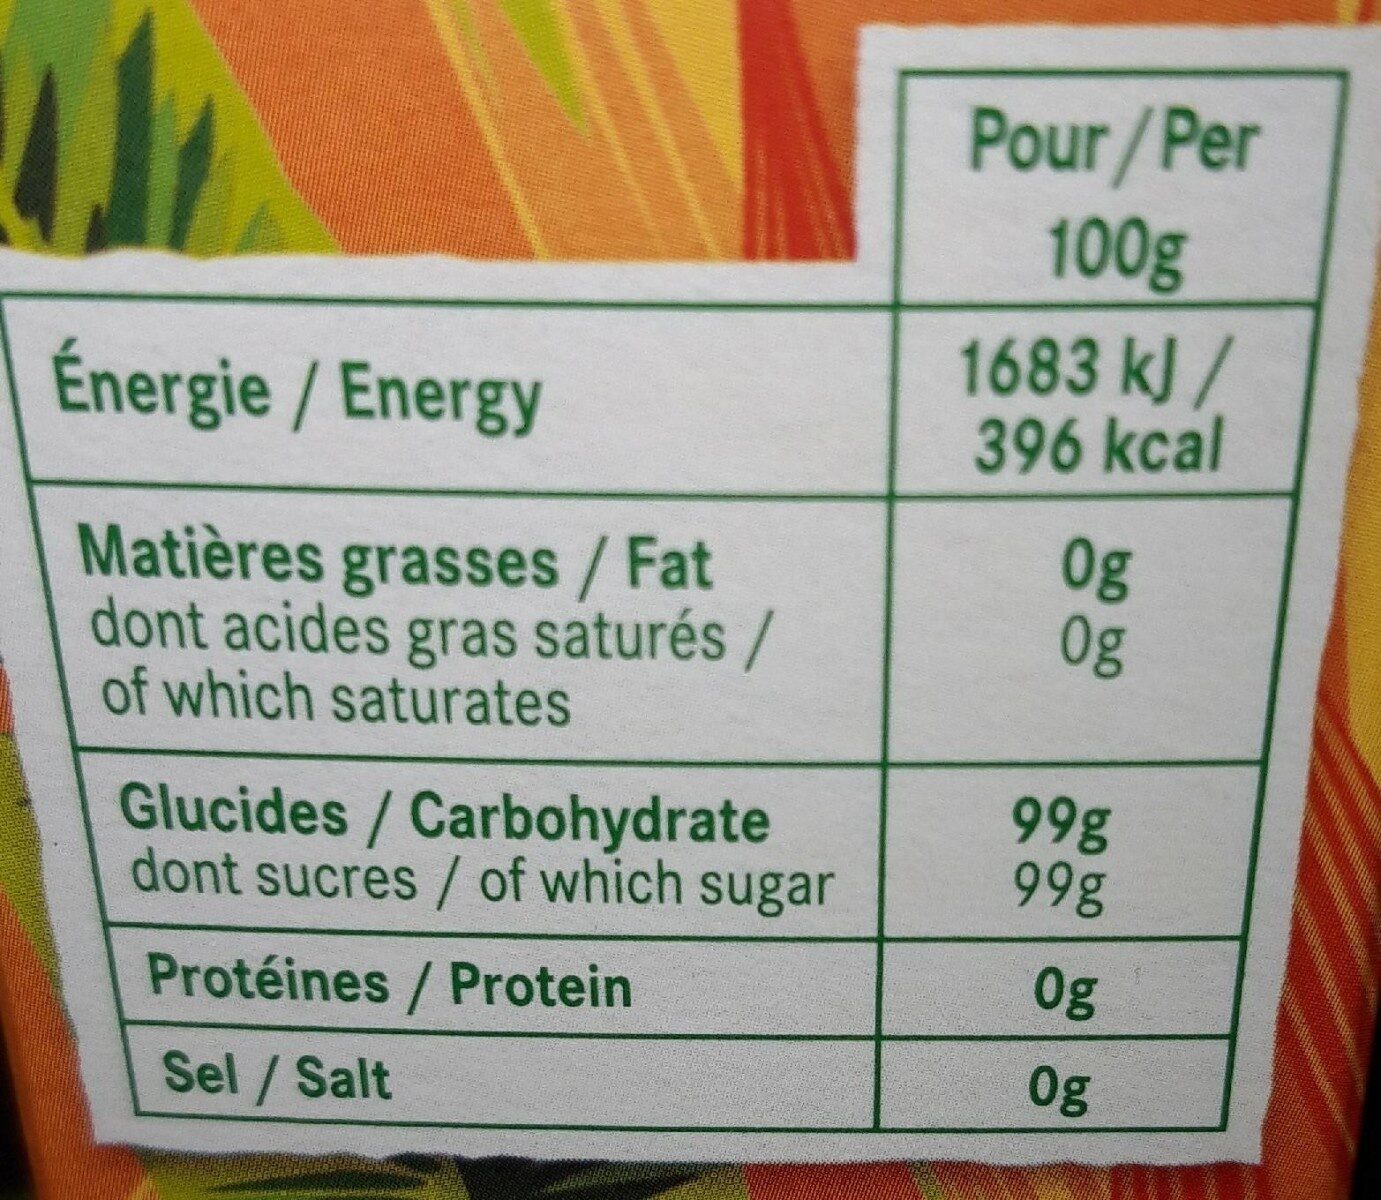 Pour / Per
100g
Énergie / Energy
1683 kJ /
396 kcal
Matières grasses / Fat
0g
dont acides gras saturés /
of which saturates
0g
Glucides / Carbohydrate
99g
dont sucres / of which sugar
99g
Protéines / Protein
0g
Sel / Salt
0g